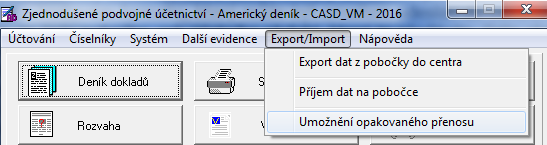 Zjednodušené podvojné účetnictví - Americký deník - CASD_VM - 2016
Účtování Číselníky Systém Další evidence Export/Import Nápověda
Export dat z pobočky do centra
Příjem dat na pobočce
Umožnění opakovaného přenosu
Deník dokladů
Rozvaha